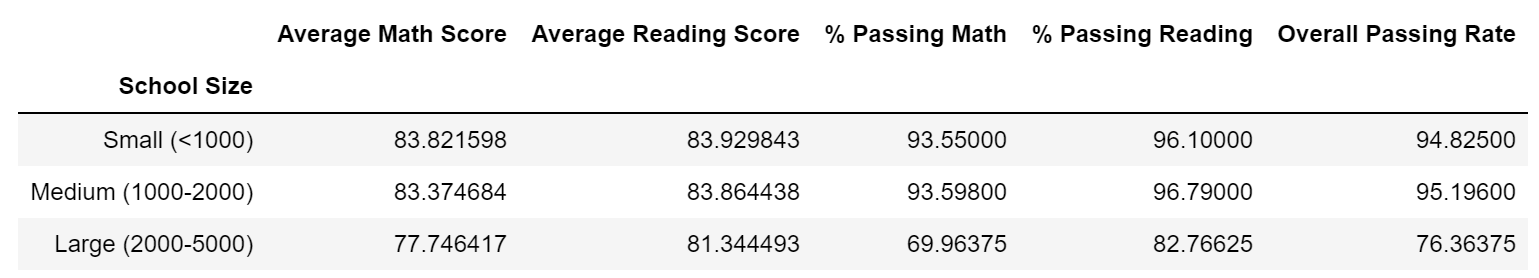 Average Math Score Average Reading Score % Passing Math % Passing Reading Overall Passing Rate
School Size
Small (<1000) 83.821598 83.929843 93.55000 96.10000 94.82500
Medium (1000-2000) 83.374684 83.864438 93.59800 96.79000 95.19600
Large (2000-5000) 77.746417 81.344493 69.96375 82.76625 76.36375